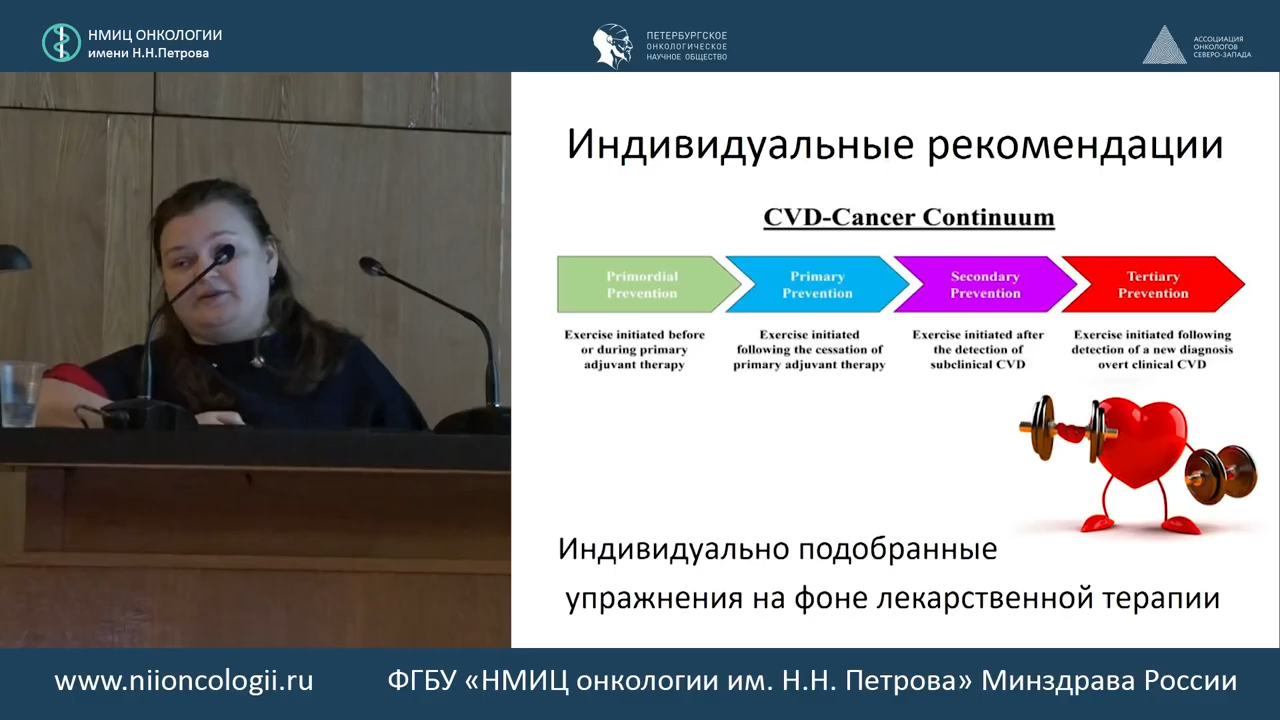 НМИЦ ОНКОЛОГИИ
имени Н.Н.Петрова
ПЕТЕРБУРГСКОЕ
ОНКОЛОГИЧЕСКОЕ
НАУЧНОЕ ОБЩЕСТВО
АССОЦИАЦИЯ
ОНКОЛОГОВ
СЕВЕРО-ЗАПАДА
Индивидуальные рекомендации
CVD-Cancer Continuum
Primordial
Prevention
Exercise initiated before
or during primary
adjuvant therapy
Primary
Prevention
Exercise initiated
following the cessation of
primary adjuvant therapy
Secondary
Prevention
Exercise initiated after
the detection of
subclinical CVD
Tertiary
Prevention
Exercise initiated following
detection of a new diagnosis
overt clinical CVD
Индивидуально подобранные
упражнения на фоне лекарственной терапии
www.niioncologii.ru
ФГБУ «НМИЦ онкологии им. Н.Н. Петрова» Минздрава России